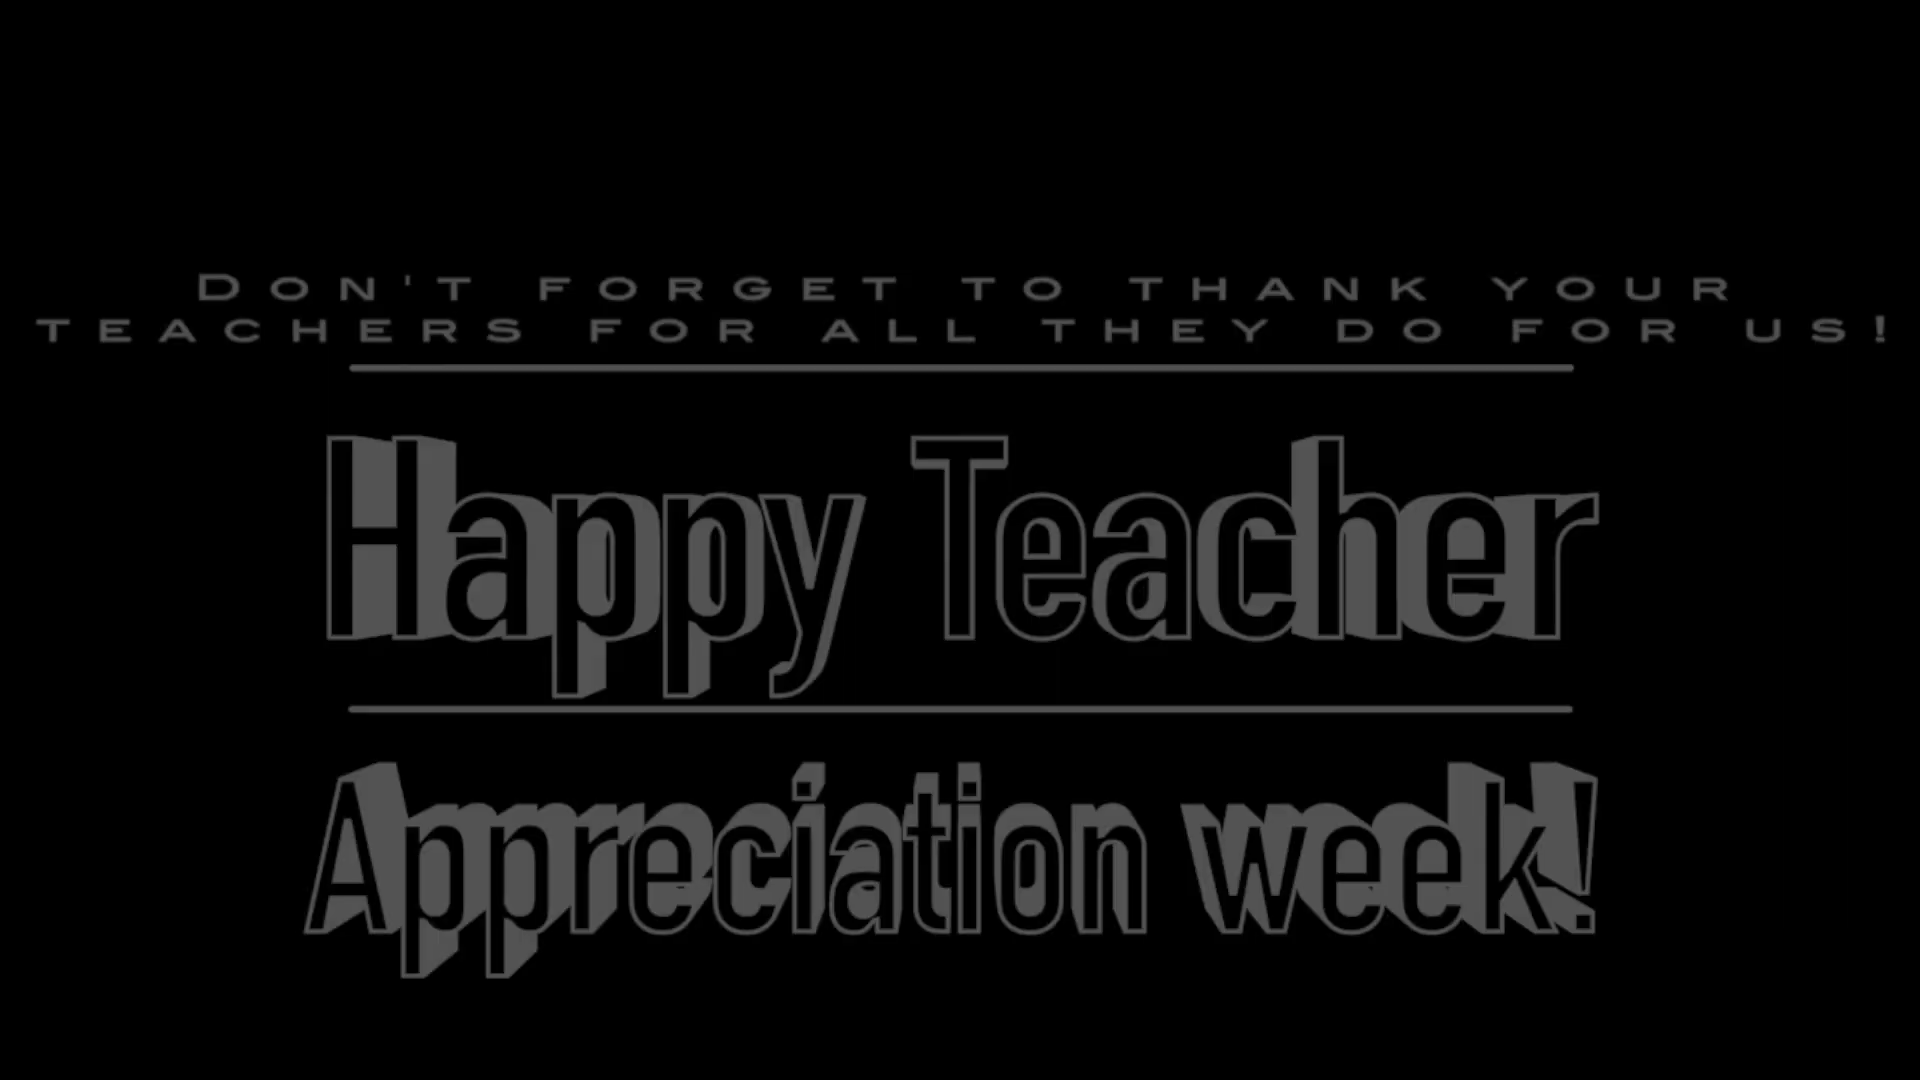 Don't forget to thank your
teachers for all they do for us!
Happy Teacher
Appreciation week!